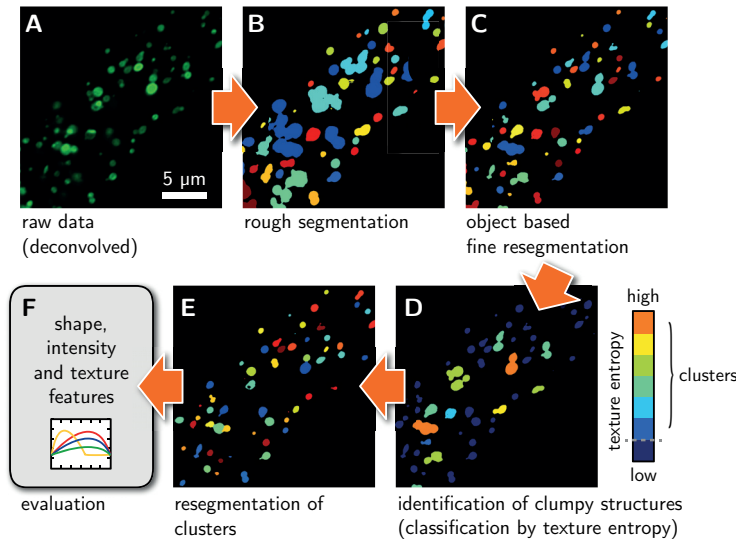 A
B
C
5 µm
raw data
(deconvolved)
rough segmentation
object based
fine resegmentation
F
shape,
intensity
and texture
features
E
D
high
texture entropy
clusters
low
evaluation
resegmentation of
clusters
identification of clumpy structures
(classification by texture entropy)